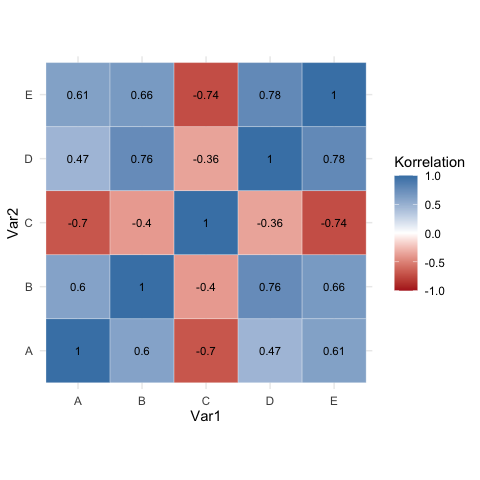 E 0.61 0.66 -0.74 0.78 1
D 0.47 0.76 -0.36 1 0.78
C -0.7 -0.4 1 -0.36 -0.74
B 0.6 1 -0.4 0.76 0.66
A 1 0.6 -0.7 0.47 0.61
A B C D E
Var1
Var2
Korrelation
1.0
0.5
0.0
-0.5
-1.0